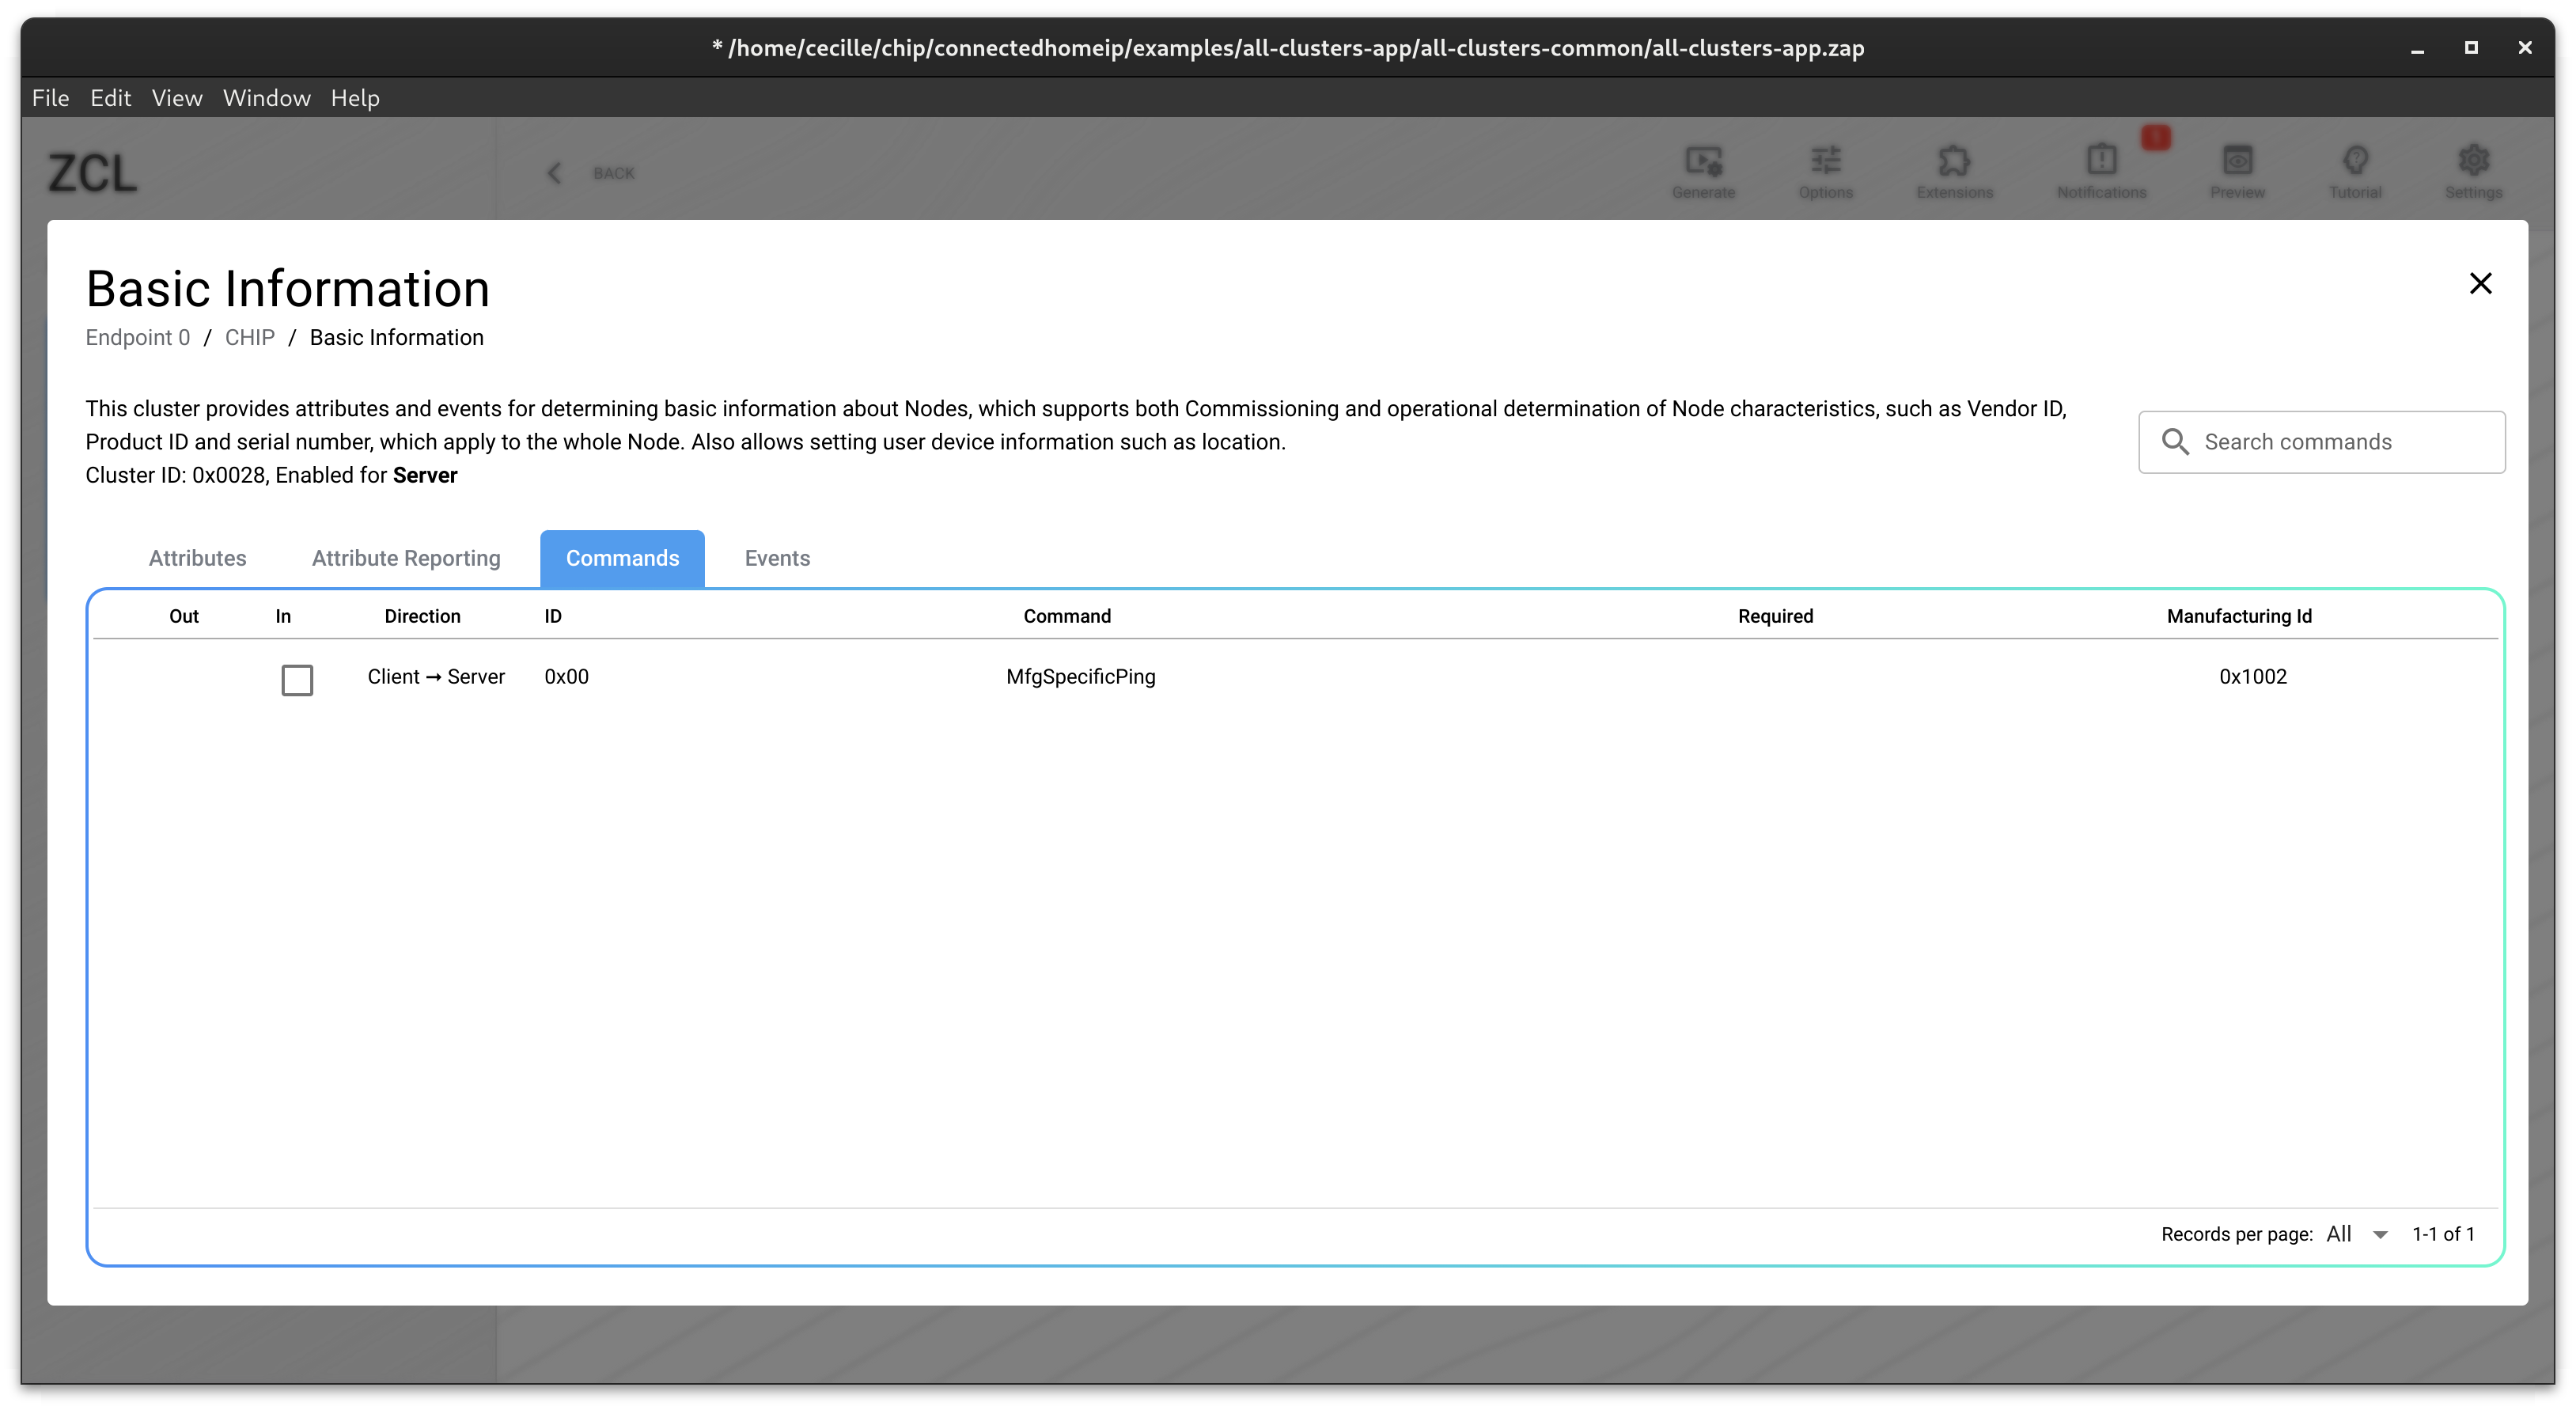 * /home/cecille/chip/connectedhomeip/examples/all-clusters-app/all-clusters-common/all-clusters-app.zap
File Edit View Window Help
ZCL
BACK
Generate Options Extensions Notifications Preview Tutorial Settings
Basic Information
Endpoint 0 / CHIP / Basic Information
This cluster provides attributes and events for determining basic information about Nodes, which supports both Commissioning and operational determination of Node characteristics, such as Vendor ID,
Product ID and serial number, which apply to the whole Node. Also allows setting user device information such as location.
Cluster ID: 0x0028, Enabled for Server
Search commands
Attributes Attribute Reporting Commands Events
Out In Direction ID Command Required Manufacturing Id
Client → Server 0x00 MfgSpecificPing 0x1002
Records per page: All 1-1 of 1